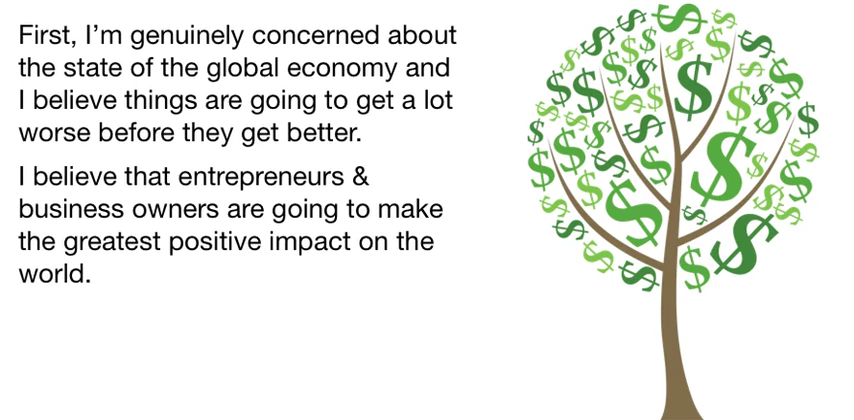 First, I’m genuinely concerned about
the state of the global economy and
I believe things are going to get a lot
worse before they get better.
I believe that entrepreneurs &
business owners are going to make
the greatest positive impact on the
world.